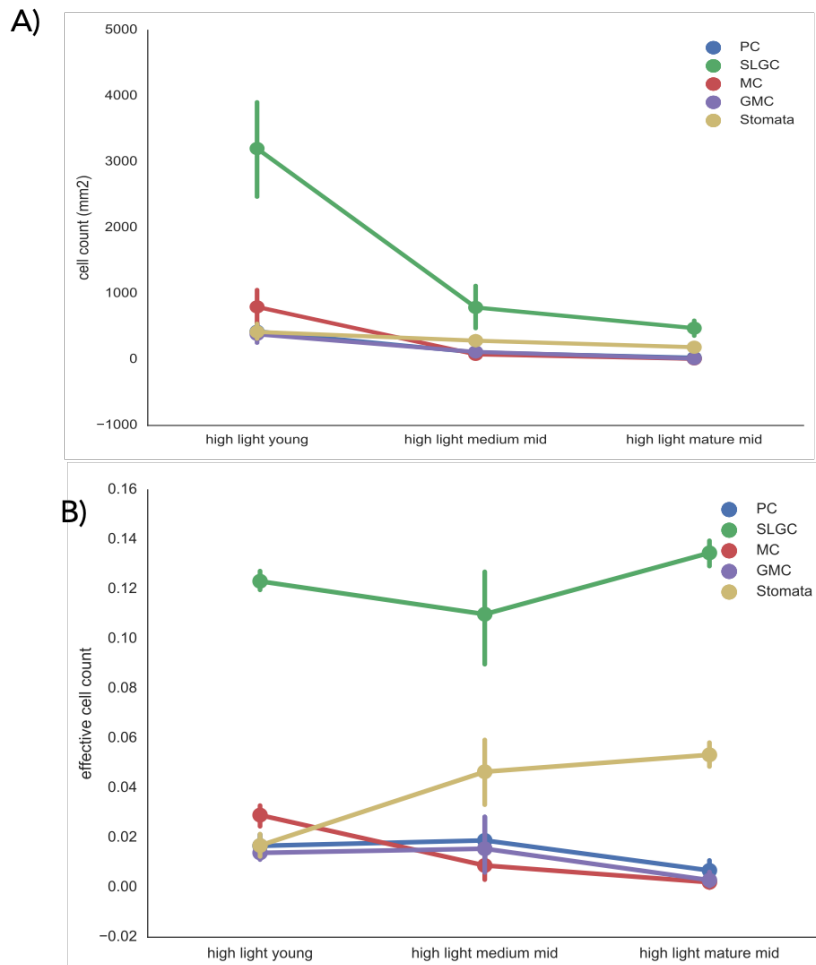 A)
5000
4000
3000
2000
1000
0
−1000
cell count (mm2)
PC
SLGC
MC
GMC
Stomata
high light young
high light medium mid
high light mature mid
B)
0.16
0.14
0.12
0.10
0.08
0.06
0.04
0.02
0.00
−0.02
effective cell count
PC
SLGC
MC
GMC
Stomata
high light young
high light medium mid
high light mature mid